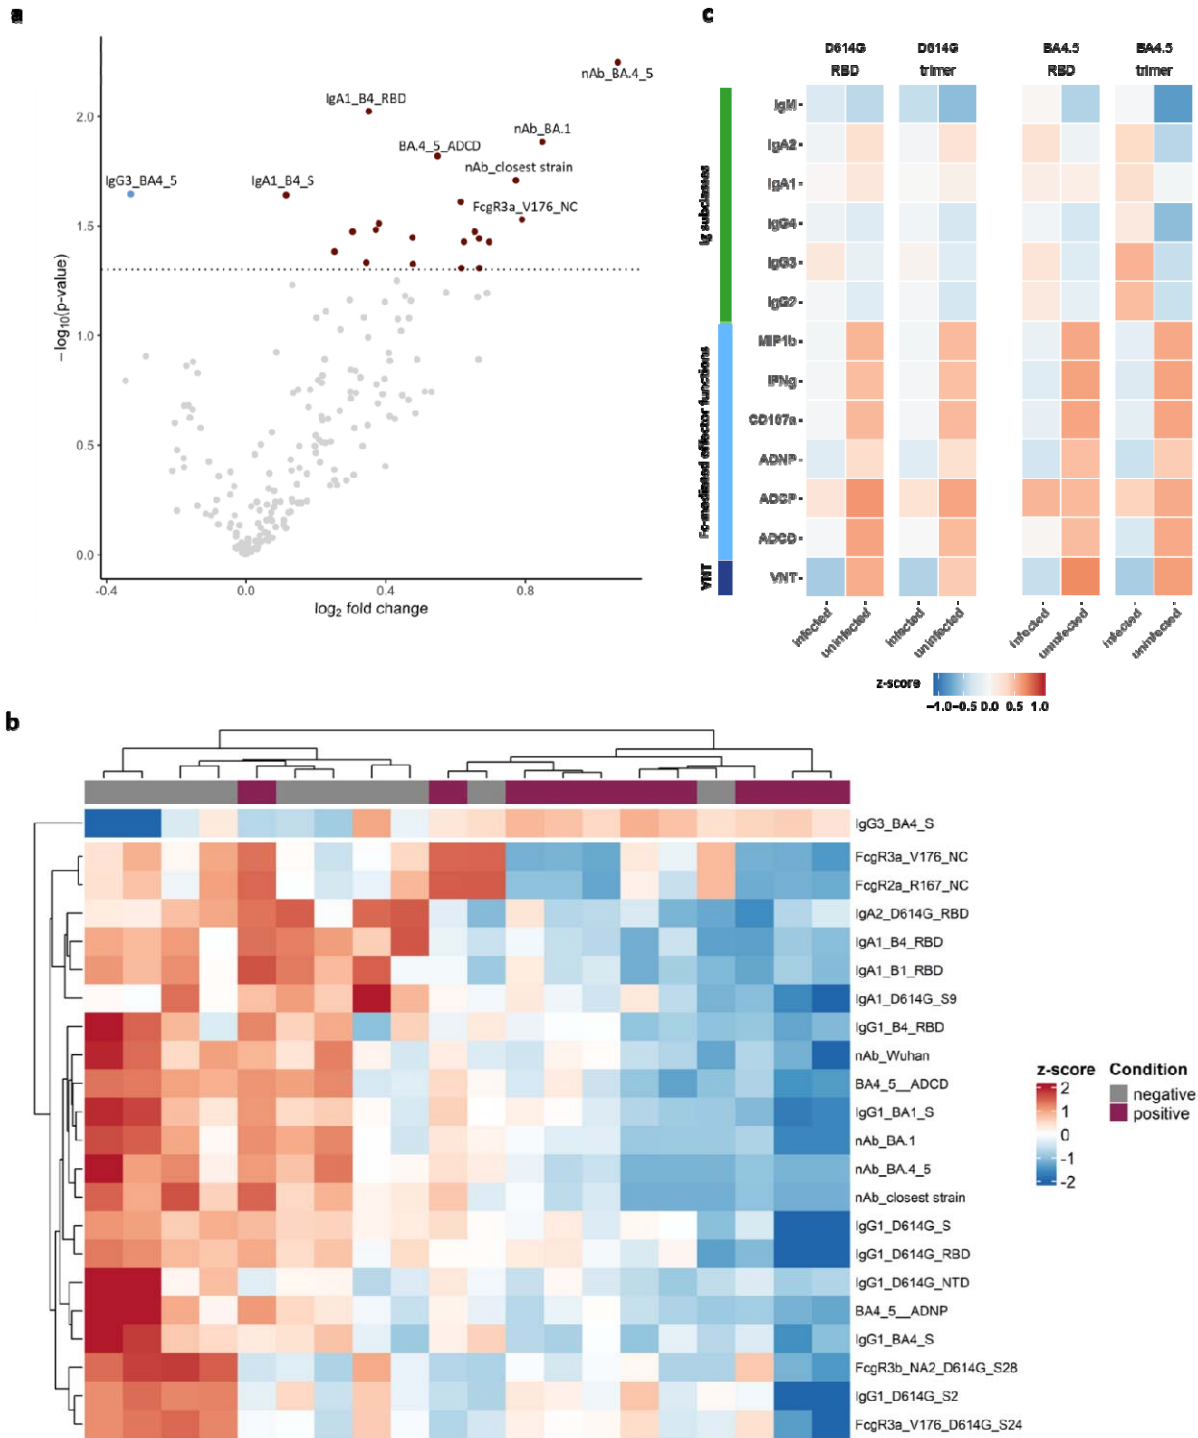 a
nAb_BA.4_5
IgA1_B4_RBD
nAb_BA.1
BA.4_5_ADCD
nAb_closest strain
IgG3_BA4_5
IgA1_B4_S
FcgR3a_V176_NC
2.0
1.5
1.0
0.5
0.0
−log10(p-value)
-0.4 0.0 0.4 0.8
log2 fold change
c
D614G D614G BA4.5 BA4.5
RBD trimer RBD trimer
Ig subclasses
Fc-mediated effector functions
VNT
IgM
IgA2
IgA1
IgG4
IgG3
IgG2
MIP1b
IFNg
CD107a
ADNP
ADCP
ADCD
VNT
infected uninfected infected uninfected infected uninfected infected uninfected
z-score
−1.0−0.5 0.0 0.5 1.0
b
IgG3_BA4_S
FcgR3a_V176_NC
FcgR2a_R167_NC
IgA2_D614G_RBD
IgA1_B4_RBD
IgA1_B1_RBD
IgA1_D614G_S9
IgG1_B4_RBD
nAb_Wuhan
BA4_5__ADCD
IgG1_BA1_S
nAb_BA.1
nAb_BA.4_5
nAb_closest strain
IgG1_D614G_S
IgG1_D614G_RBD
IgG1_D614G_NTD
BA4_5__ADNP
IgG1_BA4_S
FcgR3b_NA2_D614G_S28
IgG1_D614G_S2
FcgR3a_V176_D614G_S24
z-score
2
1
0
-1
-2
Condition
negative
positive